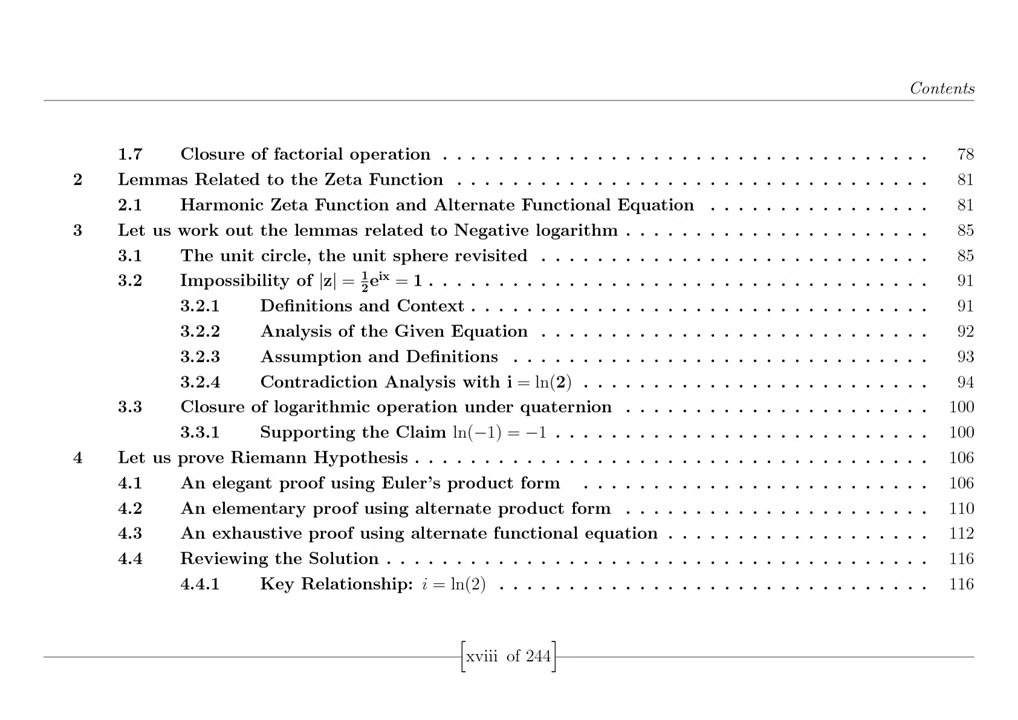 Contents
1.7 Closure of factorial operation . . . . . . . . . . . . . . . . . . . . . . . . . . . . . . . . . . . 78
2 Lemmas Related to the Zeta Function . . . . . . . . . . . . . . . . . . . . . . . . . . . . . . . . . . 81
2.1 Harmonic Zeta Function and Alternate Functional Equation . . . . . . . . . . . . . . . . 81
3 Let us work out the lemmas related to Negative logarithm . . . . . . . . . . . . . . . . . . . . . . 85
3.1 The unit circle, the unit sphere revisited . . . . . . . . . . . . . . . . . . . . . . . . . . . . 85
3.2 Impossibility of |z| = ½e^ix = 1 . . . . . . . . . . . . . . . . . . . . . . . . . . . . . . . . . . . . 91
3.2.1 Definitions and Context . . . . . . . . . . . . . . . . . . . . . . . . . . . . . . . . . 91
3.2.2 Analysis of the Given Equation . . . . . . . . . . . . . . . . . . . . . . . . . . . . 92
3.2.3 Assumption and Definitions . . . . . . . . . . . . . . . . . . . . . . . . . . . . . . 93
3.2.4 Contradiction Analysis with i = ln(2) . . . . . . . . . . . . . . . . . . . . . . . . . 94
3.3 Closure of logarithmic operation under quaternion . . . . . . . . . . . . . . . . . . . . . . 100
3.3.1 Supporting the Claim ln(−1) = −1 . . . . . . . . . . . . . . . . . . . . . . . . . . . 100
4 Let us prove Riemann Hypothesis . . . . . . . . . . . . . . . . . . . . . . . . . . . . . . . . . . . . . 106
4.1 An elegant proof using Euler's product form . . . . . . . . . . . . . . . . . . . . . . . . . 106
4.2 An elementary proof using alternate product form . . . . . . . . . . . . . . . . . . . . . . 110
4.3 An exhaustive proof using alternate functional equation . . . . . . . . . . . . . . . . . . . 112
4.4 Reviewing the Solution . . . . . . . . . . . . . . . . . . . . . . . . . . . . . . . . . . . . . . . 116
4.4.1 Key Relationship: i = ln(2) . . . . . . . . . . . . . . . . . . . . . . . . . . . . . . . 116
xviii of 244